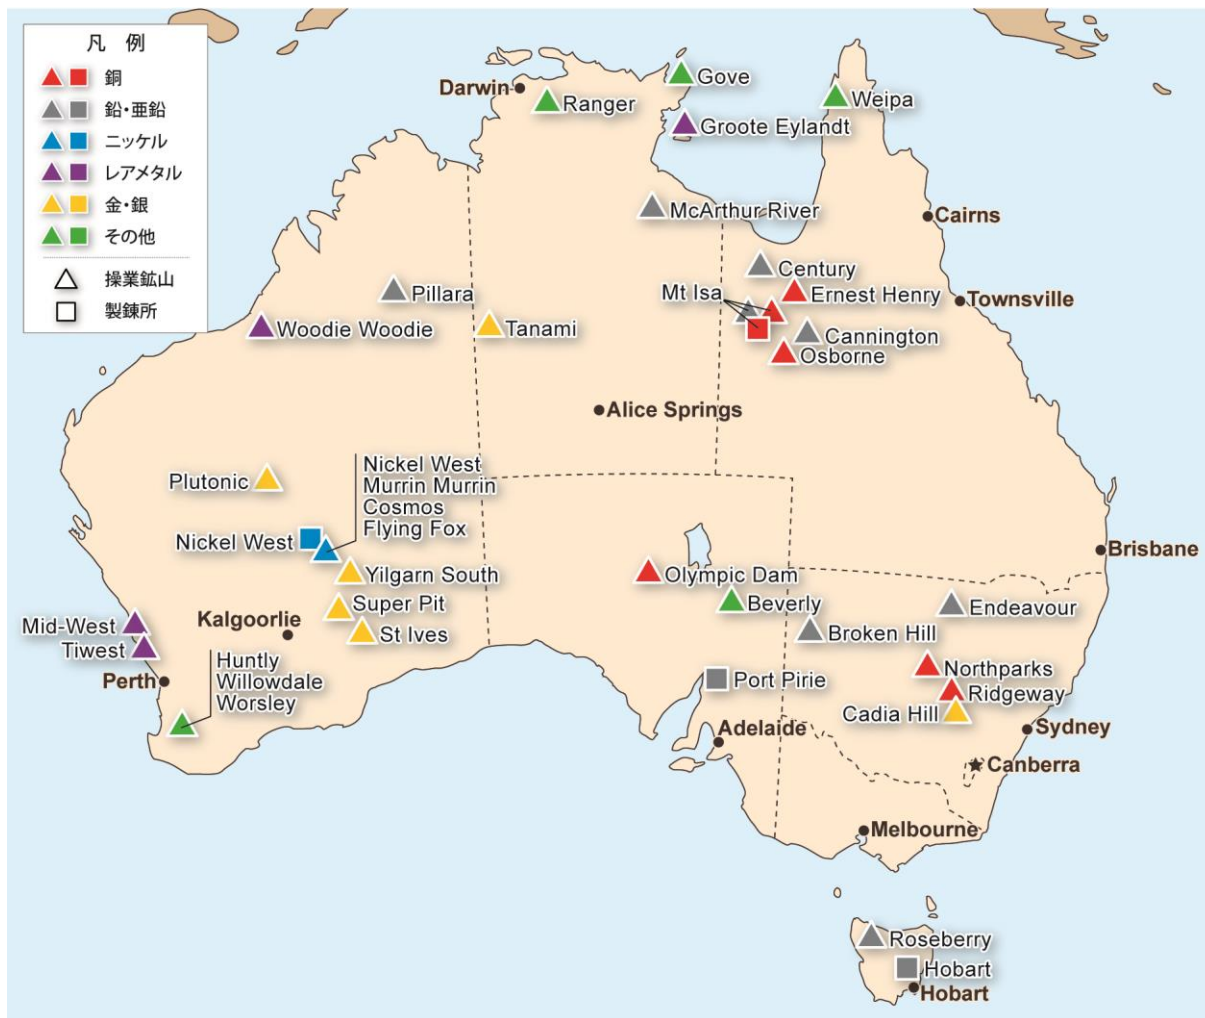 凡 例
銅
鉛・亜鉛
ニッケル
レアメタル
金・銀
その他
操業鉱山
製錬所
Darwin
Ranger
Gove
Groote Eylandt
Weipa
McArthur River
Cairns
Century
Mt Isa
Ernest Henry
Townsville
Pillara
Woodie Woodie
Tanami
Cannington
Osborne
Alice Springs
Plutonic
Nickel West
Murrin Murrin
Cosmos
Flying Fox
Nickel West
Yilgarn South
Super Pit
St Ives
Kalgoorlie
Mid-West
Tiwest
Perth
Huntly
Willowdale
Worsley
Olympic Dam
Beverly
Broken Hill
Endeavour
Brisbane
Port Pirie
Northparks
Ridgeway
Cadia Hill
Adelaide
Sydney
Canberra
Melbourne
Roseberry
Hobart
Hobart